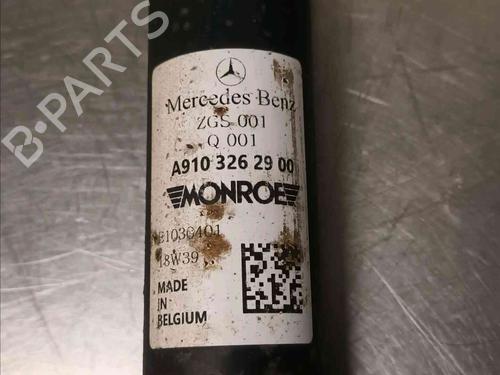 B-PARTS
Mercedes Benz
ZGS 001
Q 001
A910 326 29 00
MONROE
18W39
MADE
IN
BELGIUM